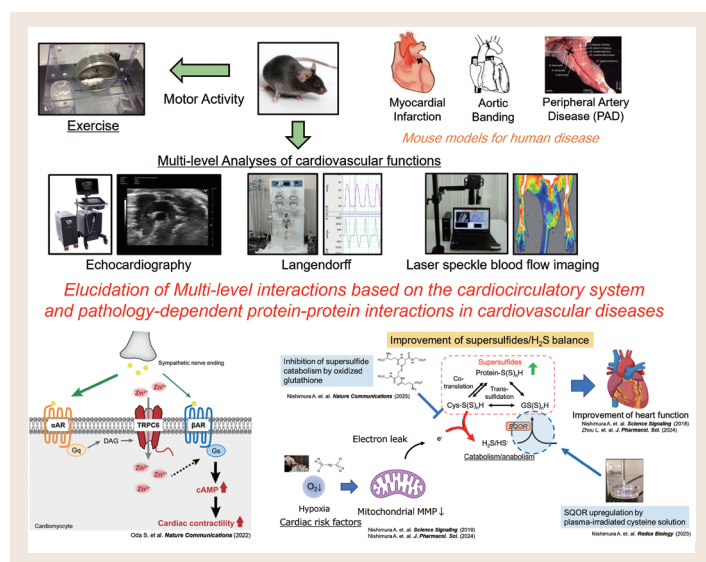 Motor Activity
Exercise
Myocardial
Infarction
Aortic
Banding
Peripheral Artery
Disease (PAD)
Mouse models for human disease
Multi-level Analyses of cardiovascular functions
Echocardiography
Langendorff
Laser speckle blood flow imaging
Elucidation of Multi-level interactions based on the cardiocirculatory system
and pathology-dependent protein-protein interactions in cardiovascular diseases
Sympathetic nerve ending
Zn²⁺
Zn²⁺
Zn²⁺
αAR
TRPC6
βAR
Gq
DAG
Gs
Zn²⁺
Zn²⁺
Zn²⁺
cAMP
Cardiac contractility
Cardiomyocyte
Oda S. et al. Nature Communications (2022)
Improvement of supersulfides/H₂S balance
Inhibition of supersulfide
catabolism by oxidized
glutathione
Nishimura A. et. al. Nature Communications (2025)
Supersulfides
Protein-S(S)ₙH
Co-
translation
Trans-
sulfidation
Cys-S(S)ₙH
GS(S)ₙH
SQOR
e⁻
H₂S/HS⁻
Catabolism/anabolism
Electron leak
O₂↓
Hypoxia
Cardiac risk factors
Mitochondrial MMP↓
Nishimura A. et. al. Science Signaling (2019)
Nishimura A. et. al. J. Pharmacol. Sci. (2024)
Improvement of heart function
Nishimura A. et. al. Science Signaling (2018)
Zhou L. et. al. J. Pharmacol. Sci. (2024)
SQOR upregulation by
plasma-irradiated cysteine solution
Nishimura A. et. al. Redox Biology (2025)